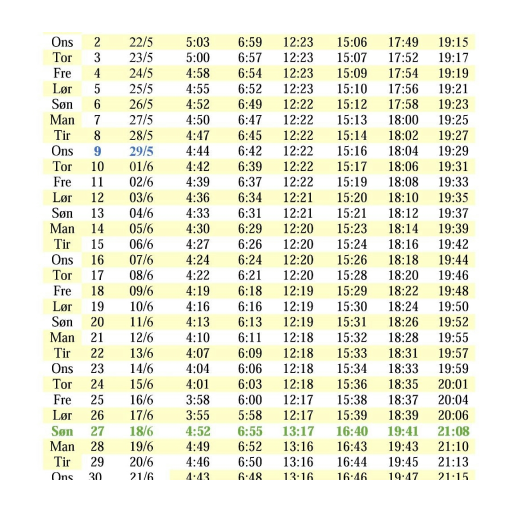 Ons 2 22/5 5:03 6:59 12:23 15:06 17:49 19:15
Tor 3 23/5 5:00 6:57 12:23 15:07 17:52 19:17
Fre 4 24/5 4:58 6:54 12:23 15:09 17:54 19:19
Lør 5 25/5 4:55 6:52 12:23 15:10 17:56 19:21
Søn 6 26/5 4:52 6:49 12:22 15:12 17:58 19:23
Man 7 27/5 4:50 6:47 12:22 15:13 18:00 19:25
Tir 8 28/5 4:47 6:45 12:22 15:14 18:02 19:27
Ons 9 29/5 4:44 6:42 12:22 15:16 18:04 19:29
Tor 10 01/6 4:42 6:39 12:22 15:17 18:06 19:31
Fre 11 02/6 4:39 6:37 12:22 15:19 18:08 19:33
Lør 12 03/6 4:36 6:34 12:21 15:20 18:10 19:35
Søn 13 04/6 4:33 6:31 12:21 15:21 18:12 19:37
Man 14 05/6 4:30 6:29 12:20 15:23 18:14 19:39
Tir 15 06/6 4:27 6:26 12:20 15:24 18:16 19:42
Ons 16 07/6 4:24 6:24 12:20 15:26 18:18 19:44
Tor 17 08/6 4:22 6:21 12:20 15:28 18:20 19:46
Fre 18 09/6 4:19 6:18 12:19 15:29 18:22 19:48
Lør 19 10/6 4:16 6:16 12:19 15:30 18:24 19:50
Søn 20 11/6 4:13 6:13 12:19 15:31 18:26 19:52
Man 21 12/6 4:10 6:11 12:18 15:32 18:28 19:55
Tir 22 13/6 4:07 6:09 12:18 15:33 18:31 19:57
Ons 23 14/6 4:04 6:06 12:18 15:34 18:33 19:59
Tor 24 15/6 4:01 6:03 12:18 15:36 18:35 20:01
Fre 25 16/6 3:58 6:00 12:17 15:38 18:37 20:04
Lør 26 17/6 3:55 5:58 12:17 15:39 18:39 20:06
Søn 27 18/6 4:52 6:55 13:17 16:40 19:41 21:08
Man 28 19/6 4:49 6:52 13:16 16:43 19:43 21:10
Tir 29 20/6 4:46 6:50 13:16 16:44 19:45 21:13
Ons 30 21/6 4:43 6:48 13:16 16:46 19:47 21:15